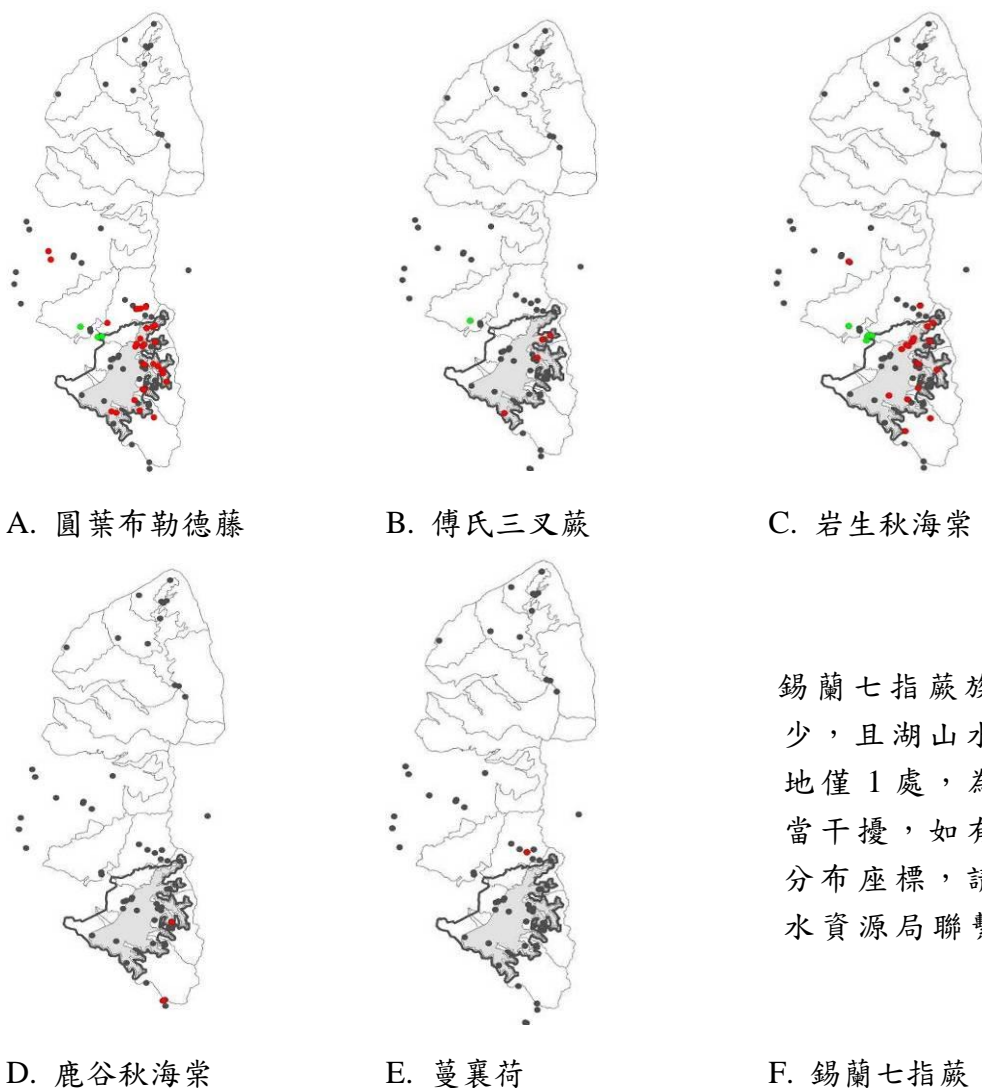 A. 圓葉布勒德藤
B. 傅氏三叉蕨
C. 岩生秋海棠
錫蘭七指蕨族
少，且湖山水
地僅 1 處，為
當干擾，如有
分布座標，請
水資源局聯繫
D. 鹿谷秋海棠
E. 蔓蘘荷
F. 錫蘭七指蕨